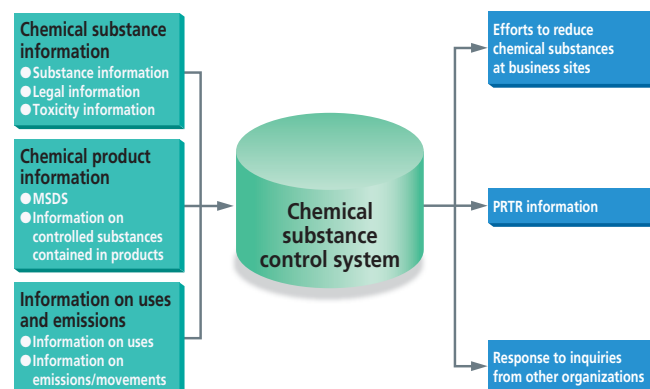 Chemical substance
information
●Substance information
●Legal information
●Toxicity information
Chemical product
information
●MSDS
●Information on
controlled substances
contained in products
Information on uses
and emissions
●Information on uses
●Information on
emissions/movements
Chemical
substance
control system
Efforts to reduce
chemical substances
at business sites
PRTR information
Response to inquiries
from other organizations